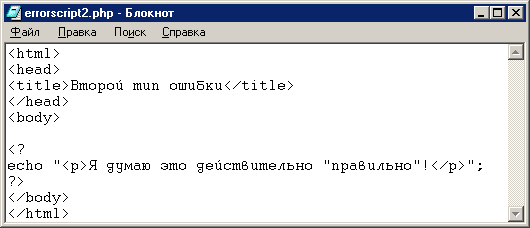 errorscript2.php - Блокнот
Файл Правка Поиск Справка
<html>
<head>
<title>Второй тип ошибки</title>
</head>
<body>
<?
echo "<p>Я думаю это действительно "правильно"!</p>";
?>
</body>
</html>